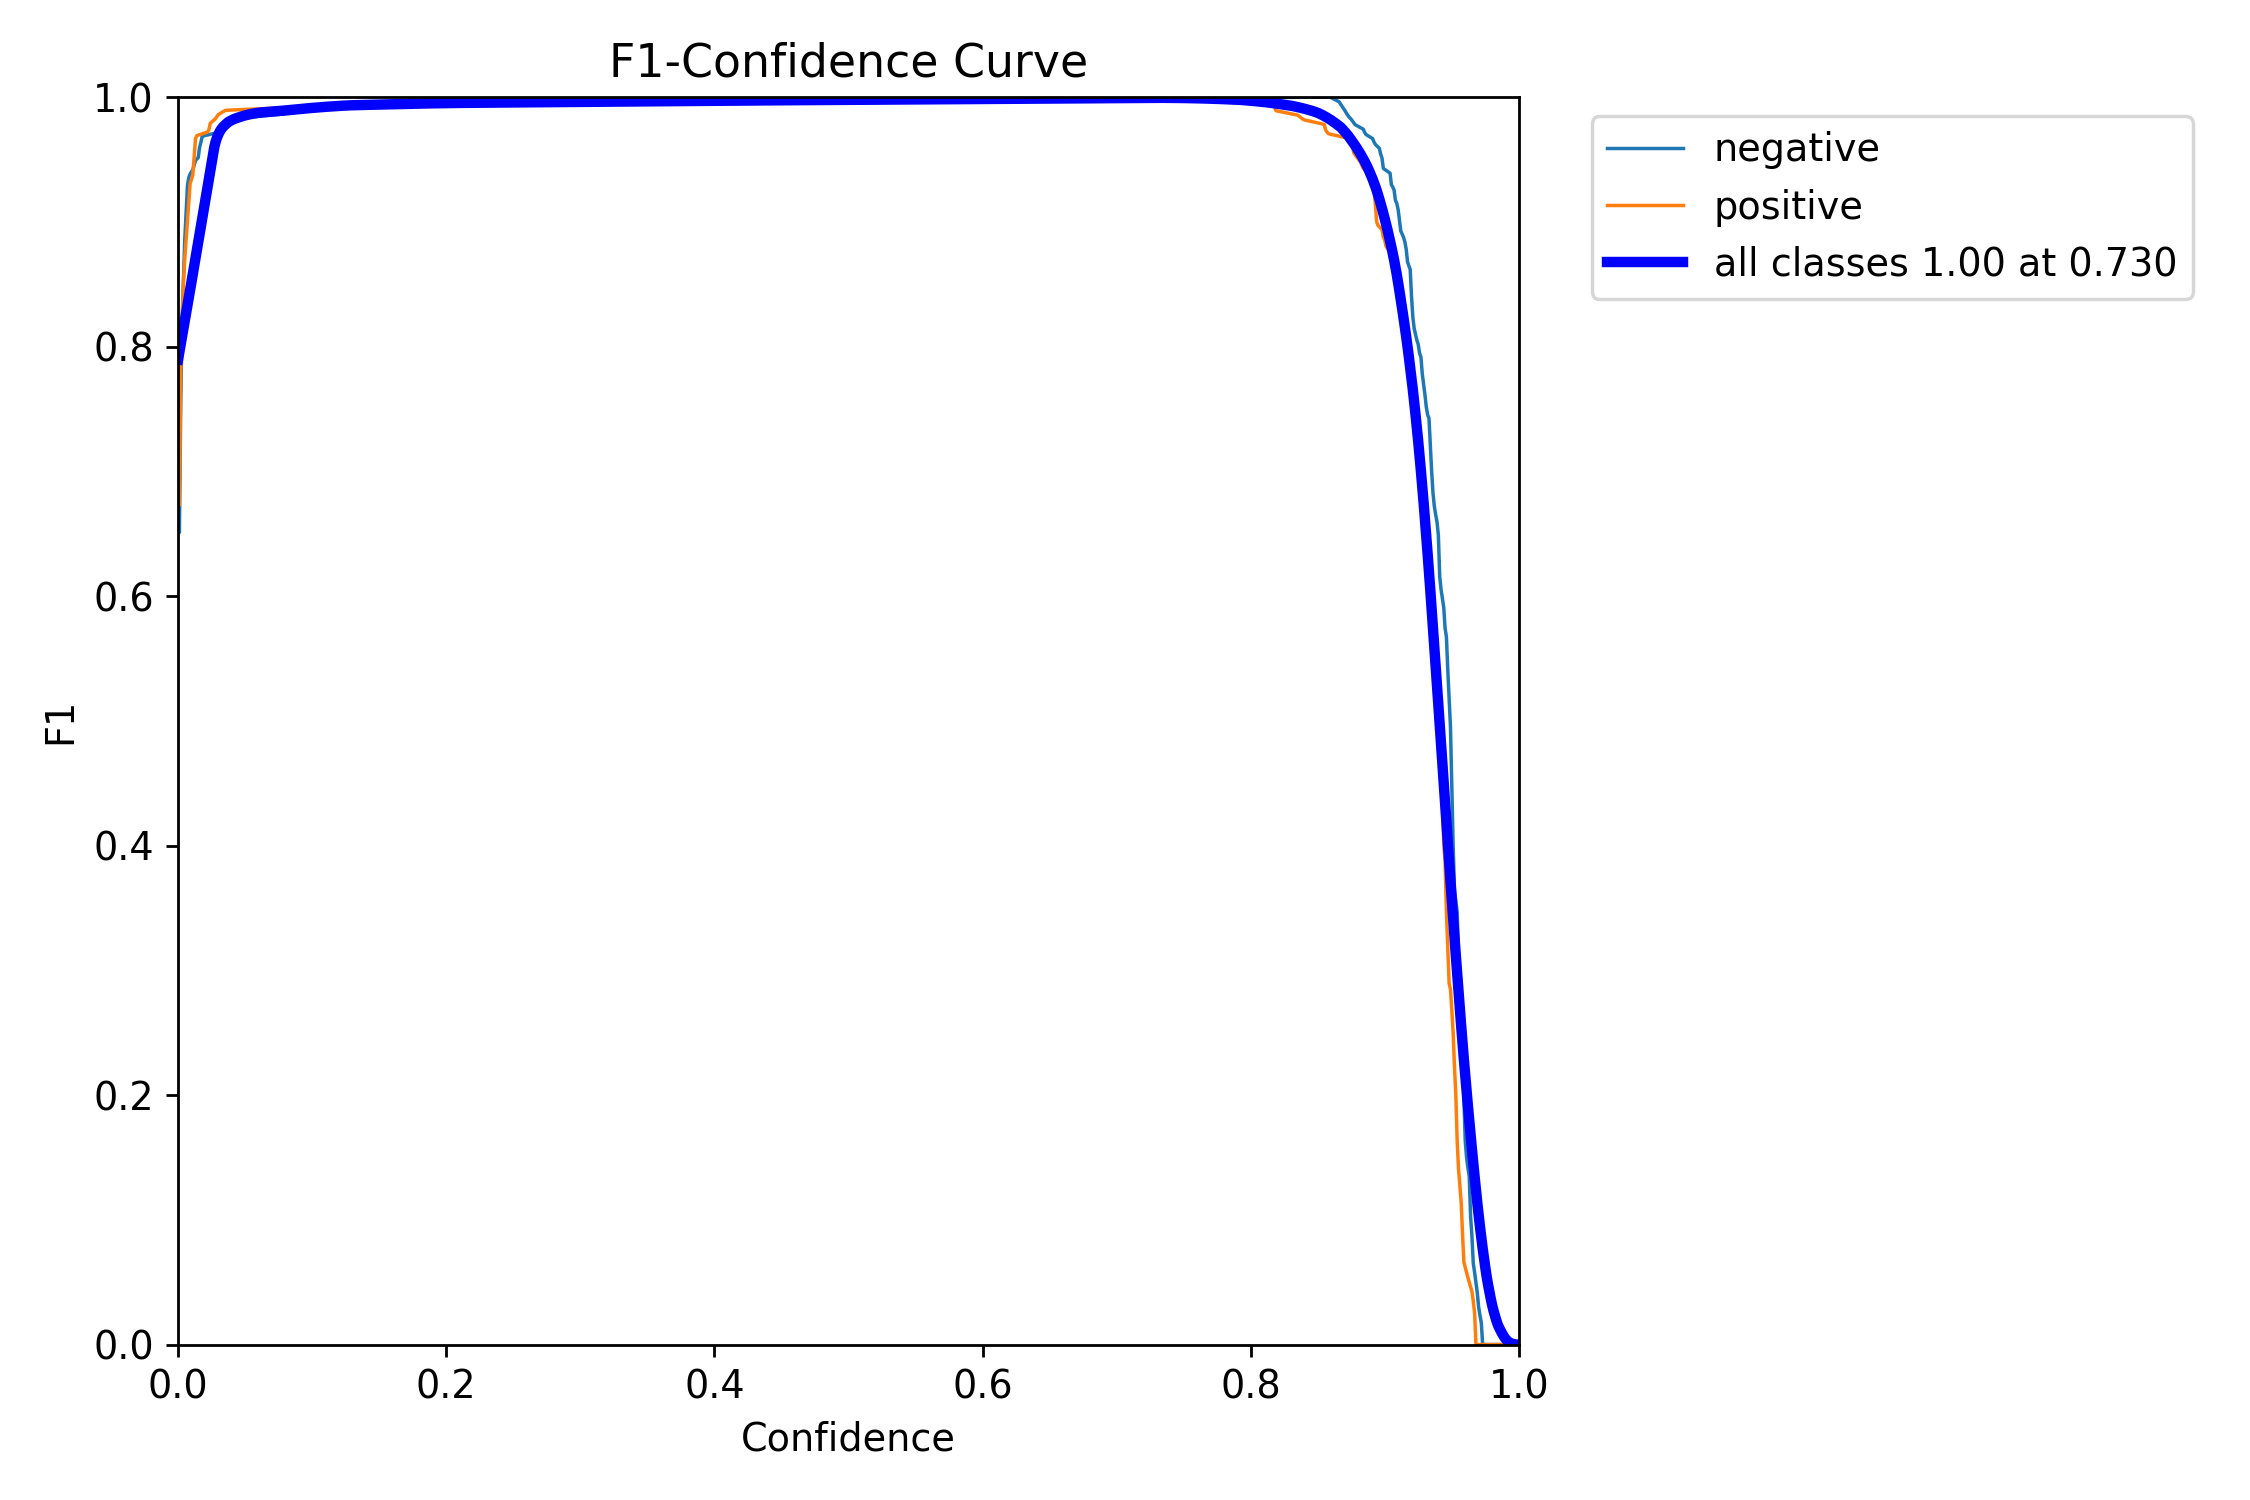 F1-Confidence Curve
1.0
0.8
0.6
0.4
0.2
0.0
F1
0.0 0.2 0.4 0.6 0.8 1.0
Confidence
negative
positive
all classes 1.00 at 0.730